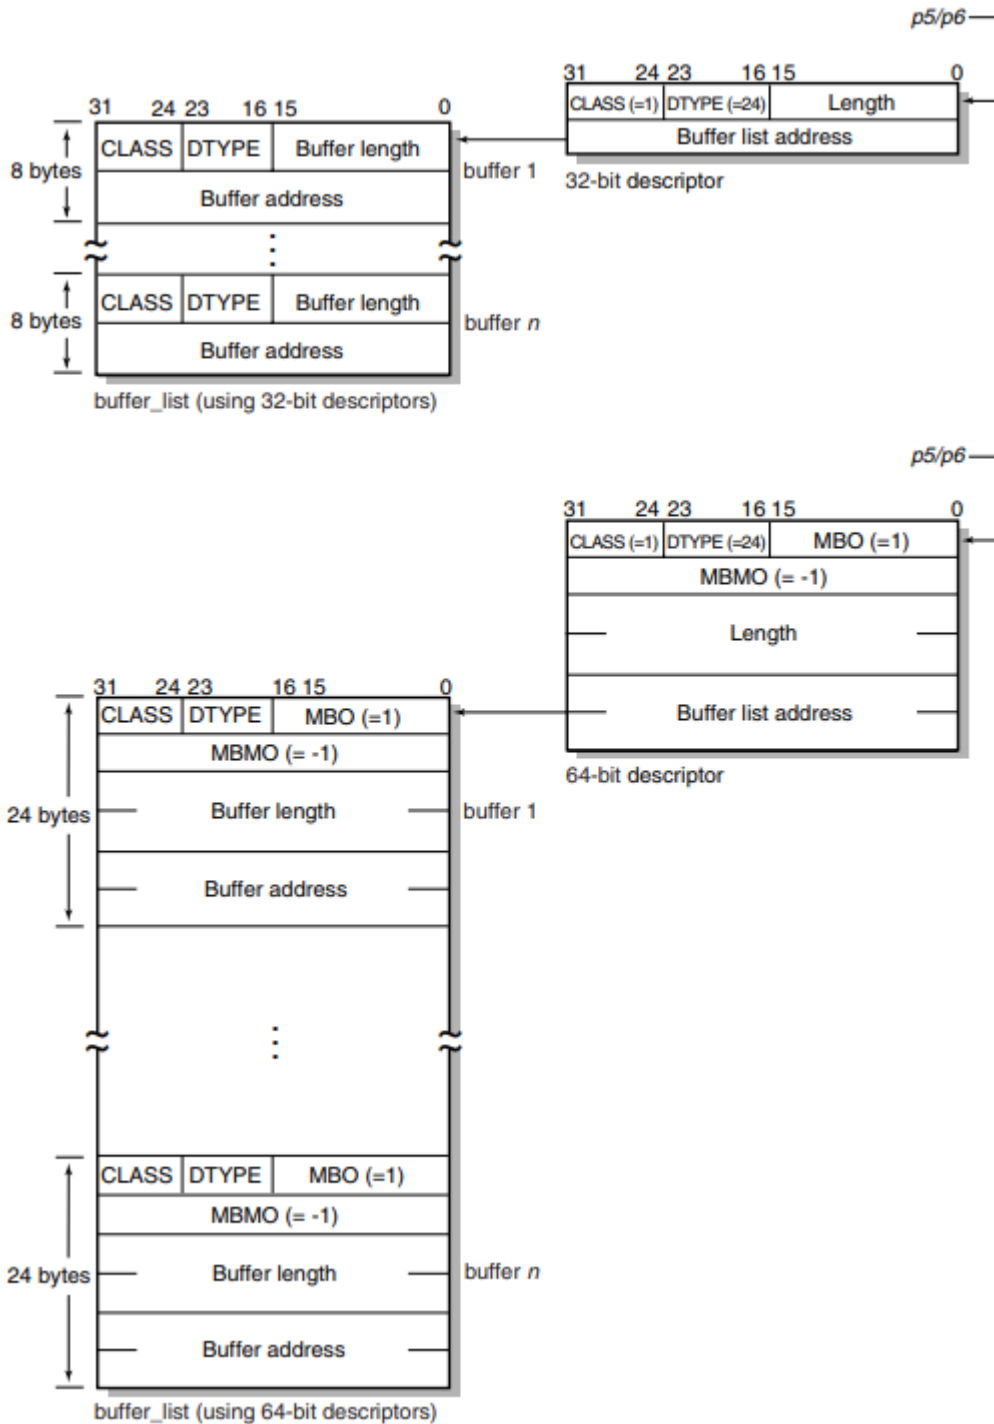 p5/p6
31 24 23 16 15 0
CLASS (=1) DTYPE (=24) Length
Buffer list address
32-bit descriptor
31 24 23 16 15 0
CLASS DTYPE Buffer length
8 bytes
buffer 1
Buffer address
⋮
CLASS DTYPE Buffer length
8 bytes
buffer n
Buffer address
buffer_list (using 32-bit descriptors)
p5/p6
31 24 23 16 15 0
CLASS (=1) DTYPE (=24) MBO (=1)
MBMO (= -1)
Length
Buffer list address
64-bit descriptor
31 24 23 16 15 0
CLASS DTYPE MBO (=1)
MBMO (= -1)
24 bytes
Buffer length
buffer 1
Buffer address
⋮
CLASS DTYPE MBO (=1)
MBMO (= -1)
24 bytes
Buffer length
buffer n
Buffer address
buffer_list (using 64-bit descriptors)